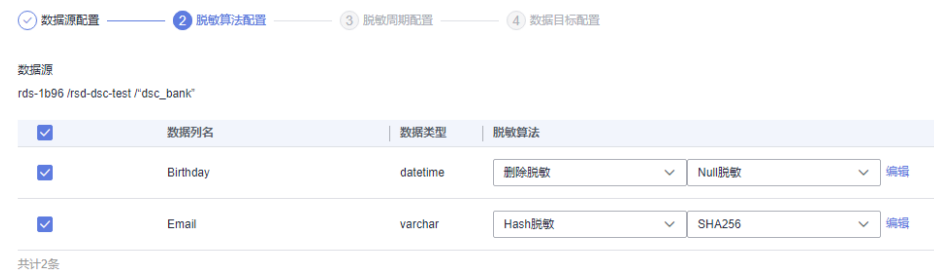 数据源配置 2 脱敏算法配置 3 脱敏周期配置 4 数据目标配置
数据源
rds-1b96 /rsd-dsc-test /“dsc_bank”
数据列名 数据类型 脱敏算法
Birthday datetime 删除脱敏 Null脱敏 编辑
Email varchar Hash脱敏 SHA256 编辑
共计2条